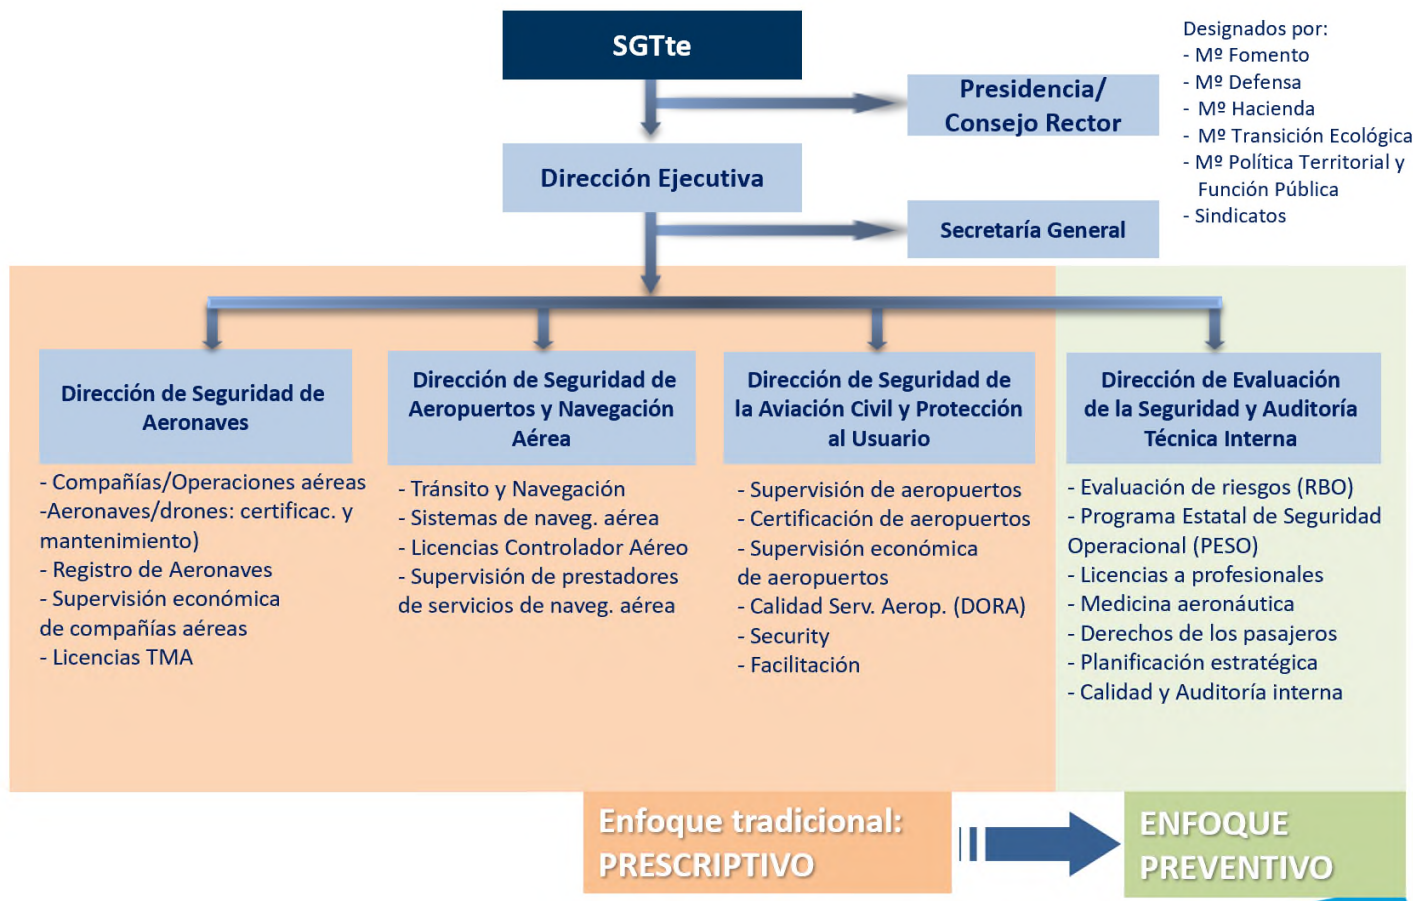 SGTte
Designados por:
- Mº Fomento
- Mº Defensa
- Mº Hacienda
- Mº Transición Ecológica
- Mº Política Territorial y
Función Pública
- Sindicatos
Presidencia/
Consejo Rector
Dirección Ejecutiva
Secretaría General
Dirección de Seguridad de
Aeronaves
- Compañías/Operaciones aéreas
-Aeronaves/drones: certificac. y
mantenimiento)
- Registro de Aeronaves
- Supervisión económica
de compañías aéreas
- Licencias TMA
Dirección de Seguridad de
Aeropuertos y Navegación
Aérea
- Tránsito y Navegación
- Sistemas de naveg. aérea
- Licencias Controlador Aéreo
- Supervisión de prestadores
de servicios de naveg. aérea
Dirección de Seguridad de
la Aviación Civil y Protección
al Usuario
- Supervisión de aeropuertos
- Certificación de aeropuertos
- Supervisión económica
de aeropuertos
- Calidad Serv. Aerop. (DORA)
- Security
- Facilitación
Dirección de Evaluación
de la Seguridad y Auditoría
Técnica Interna
- Evaluación de riesgos (RBO)
- Programa Estatal de Seguridad
Operacional (PESO)
- Licencias a profesionales
- Medicina aeronáutica
- Derechos de los pasajeros
- Planificación estratégica
- Calidad y Auditoría interna
Enfoque tradicional:
PRESCRIPTIVO
ENFOQUE
PREVENTIVO